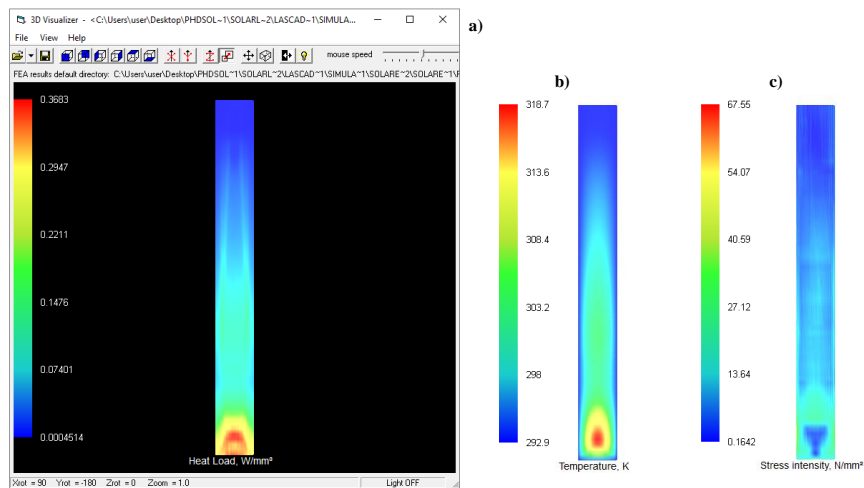 3D Visualizer - <C:\Users\user\Desktop\PHDSOL~1\SOLARL~2\LASCAD~1\SIMULA...
a)
File View Help
mouse speed
FEA results default directory: C:\Users\user\Desktop\PHDSOL~1\SOLARL~2\LASCAD~1\SIMULA~1\SOLARE~2\SOLARE~1\F
b)
c)
0.3683
0.2947
0.2211
0.1476
0.07401
0.0004514
Heat Load, W/mm³
318.7
313.6
308.4
303.2
298
292.9
Temperature, K
67.55
54.07
40.59
27.12
13.64
0.1642
Stress intensity, N/mm²
Xrot = 90 Yrot = -180 Zrot = 0 Zoom = 1.0 Light OFF